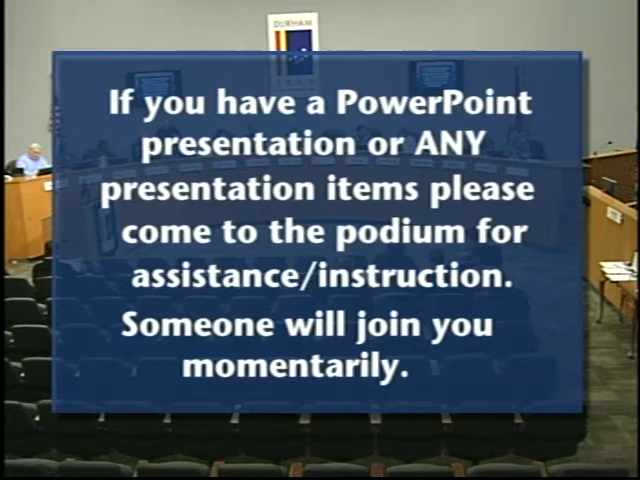 DURHAM
If you have a PowerPoint
presentation or ANY
presentation items please
come to the podium for
assistance/instruction.
Someone will join you
momentarily.